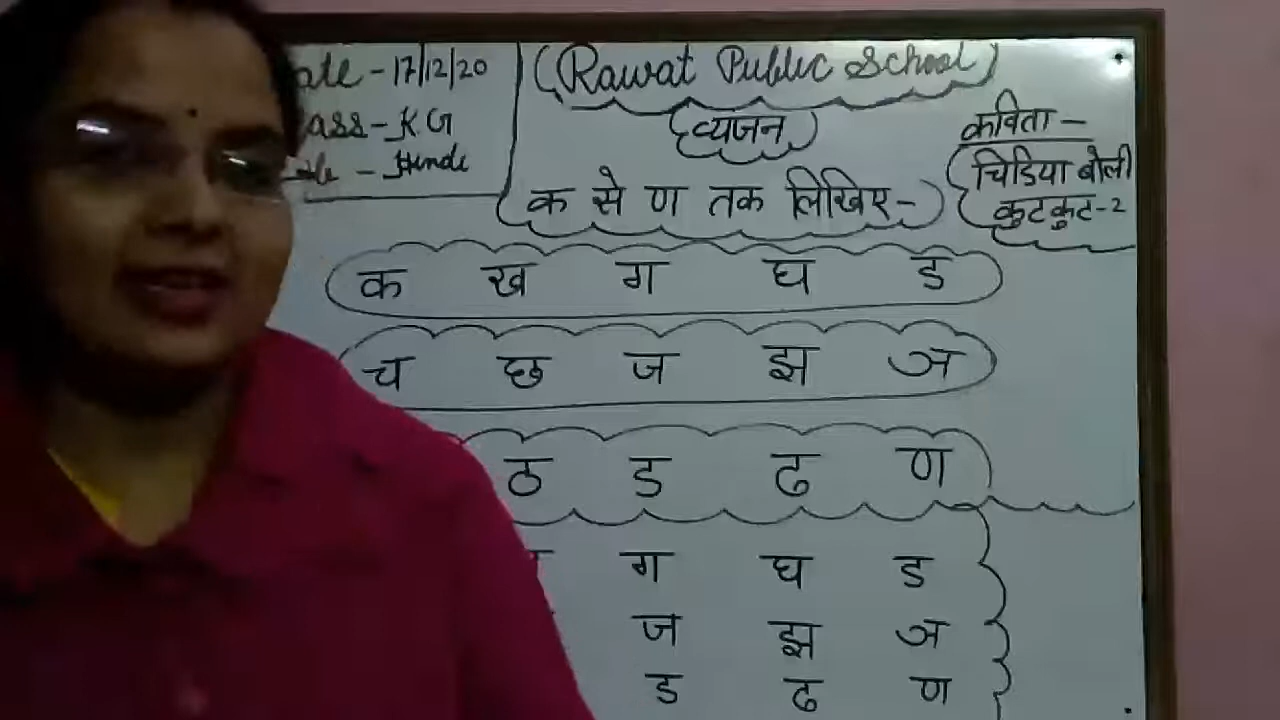 ate - 17/12/20
ass - KG
- Hindi
(Rawat Public School)
व्यजन
क से ण तक लिखिए-
कविता -
चिडिया बोली
कुटकुट-2
क ख ग घ ड
च छ ज झ ञ
ठ ड ढ ण
ग घ ड
ज झ ञ
ड ढ ण